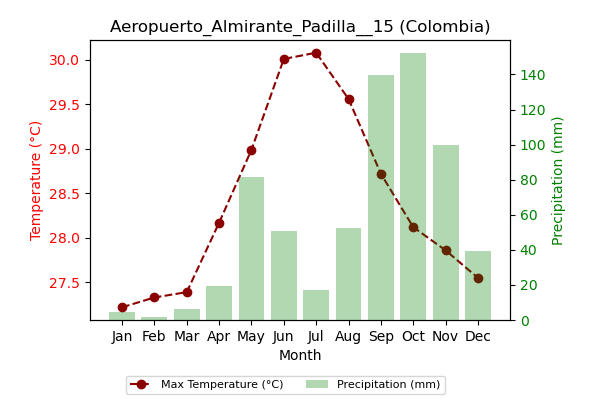 Aeropuerto_Almirante_Padilla__15 (Colombia)
30.0
29.5
29.0
28.5
28.0
27.5
Temperature (°C)
140
120
100
80
60
40
20
0
Precipitation (mm)
Jan Feb Mar Apr May Jun Jul Aug Sep Oct Nov Dec
Month
Max Temperature (°C) Precipitation (mm)